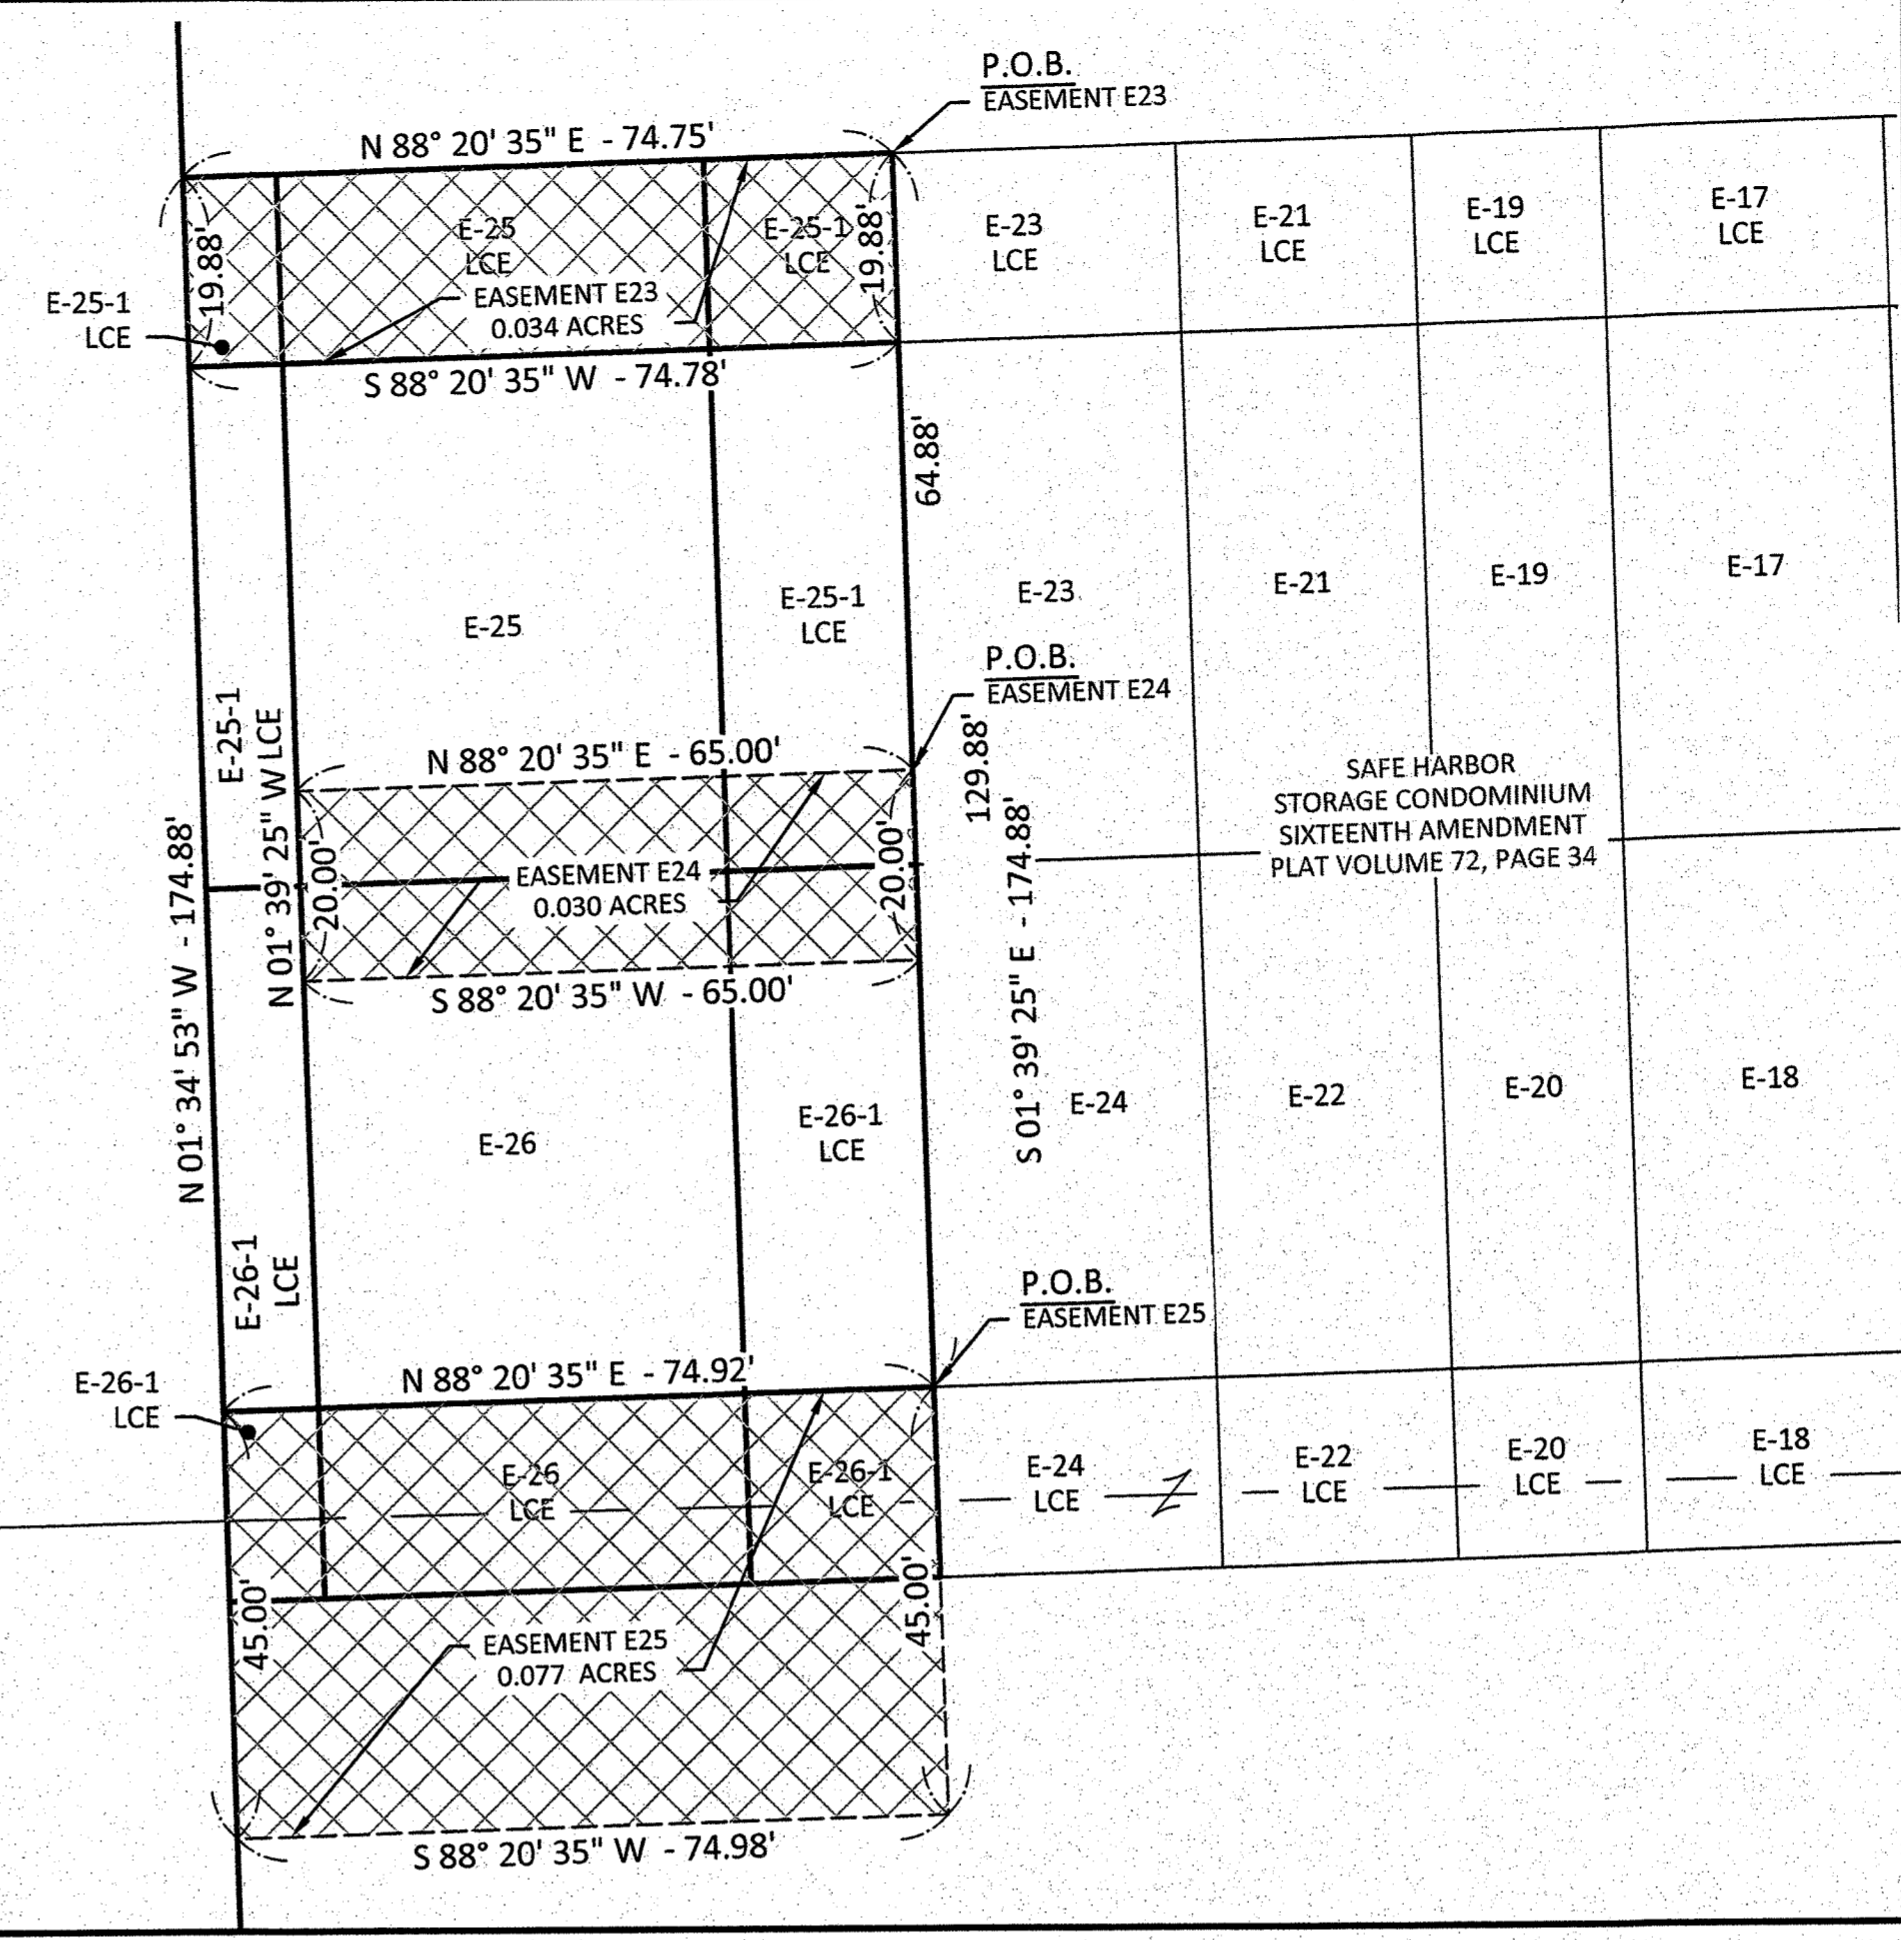 P.O.B.
EASEMENT E23
N 88° 20' 35" E - 74.75'
E-25
LCE
E-25-1
LCE
19.88'
19.88'
E-23
LCE
E-21
LCE
E-19
LCE
E-17
LCE
E-25-1
LCE
EASEMENT E23
0.034 ACRES
S 88° 20' 35" W - 74.78'
64.88'
E-25
E-25-1
LCE
E-23
E-21
E-19
E-17
P.O.B.
EASEMENT E24
E-25-1
LCE
N 88° 20' 35" E - 65.00'
129.88'
SAFE HARBOR
STORAGE CONDOMINIUM
SIXTEENTH AMENDMENT
PLAT VOLUME 72, PAGE 34
N 01° 34' 53" W - 174.88'
N 01° 39' 25" W
20.00'
EASEMENT E24
0.030 ACRES
20.00'
S 01° 39' 25" E - 174.88'
S 88° 20' 35" W - 65.00'
E-26
E-26-1
LCE
E-24
E-22
E-20
E-18
E-26-1
LCE
P.O.B.
EASEMENT E25
N 88° 20' 35" E - 74.92'
E-26-1
LCE
E-26
LCE
E-26-1
LCE
E-24
LCE
E-22
LCE
E-20
LCE
E-18
LCE
45.00'
45.00'
EASEMENT E25
0.077 ACRES
S 88° 20' 35" W - 74.98'